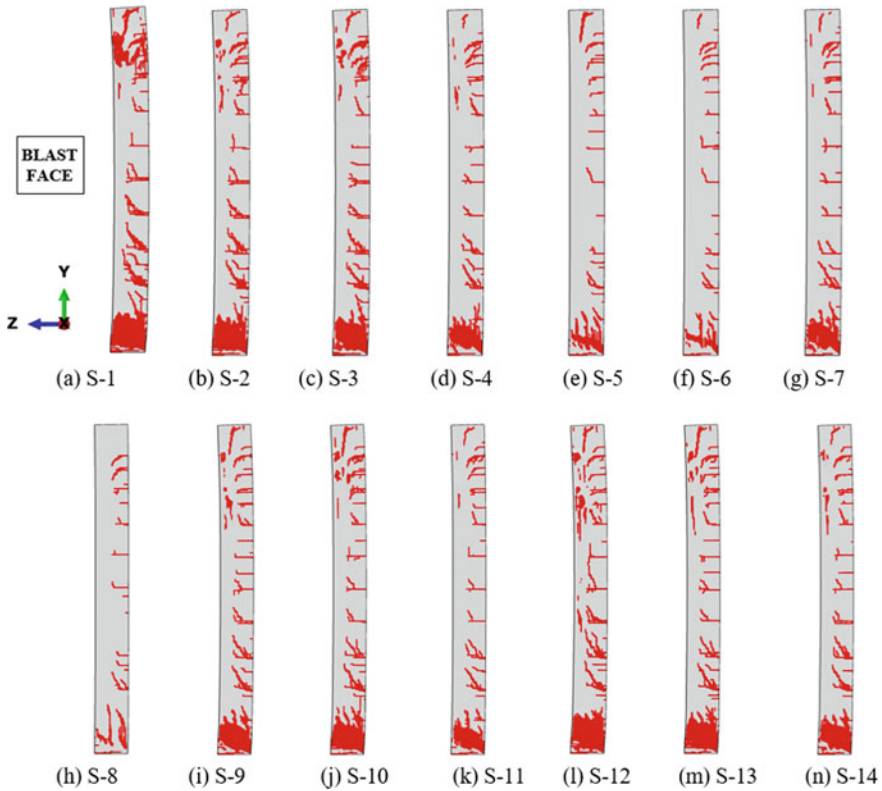 BLAST
FACE
Y
Z
X
(a) S-1
(b) S-2
(c) S-3
(d) S-4
(e) S-5
(f) S-6
(g) S-7
(h) S-8
(i) S-9
(j) S-10
(k) S-11
(l) S-12
(m) S-13
(n) S-14